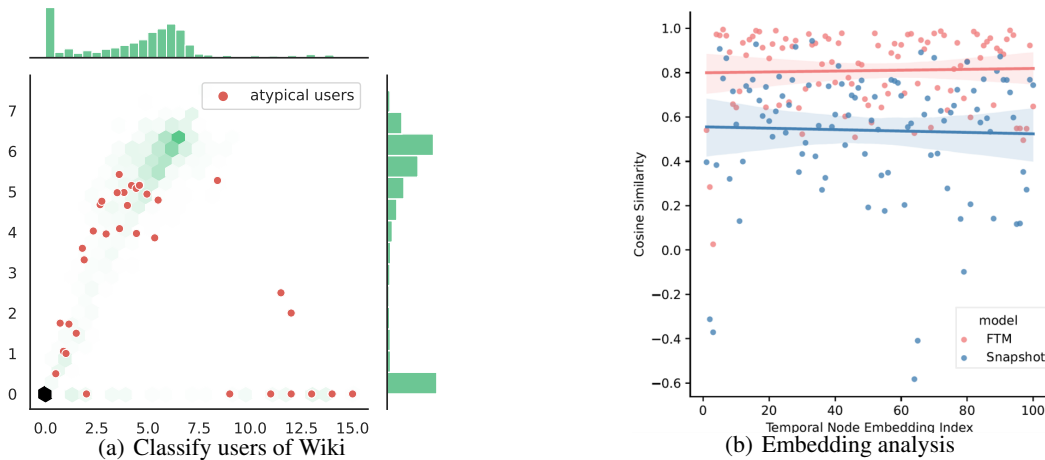 atypical users
7
6
5
4
3
2
1
0
0.0 2.5 5.0 7.5 10.0 12.5 15.0
(a) Classify users of Wiki
Cosine Similarity
1.0
0.8
0.6
0.4
0.2
0.0
−0.2
−0.4
−0.6
model
FTM
Snapshot
0 20 40 60 80 100
Temporal Node Embedding Index
(b) Embedding analysis